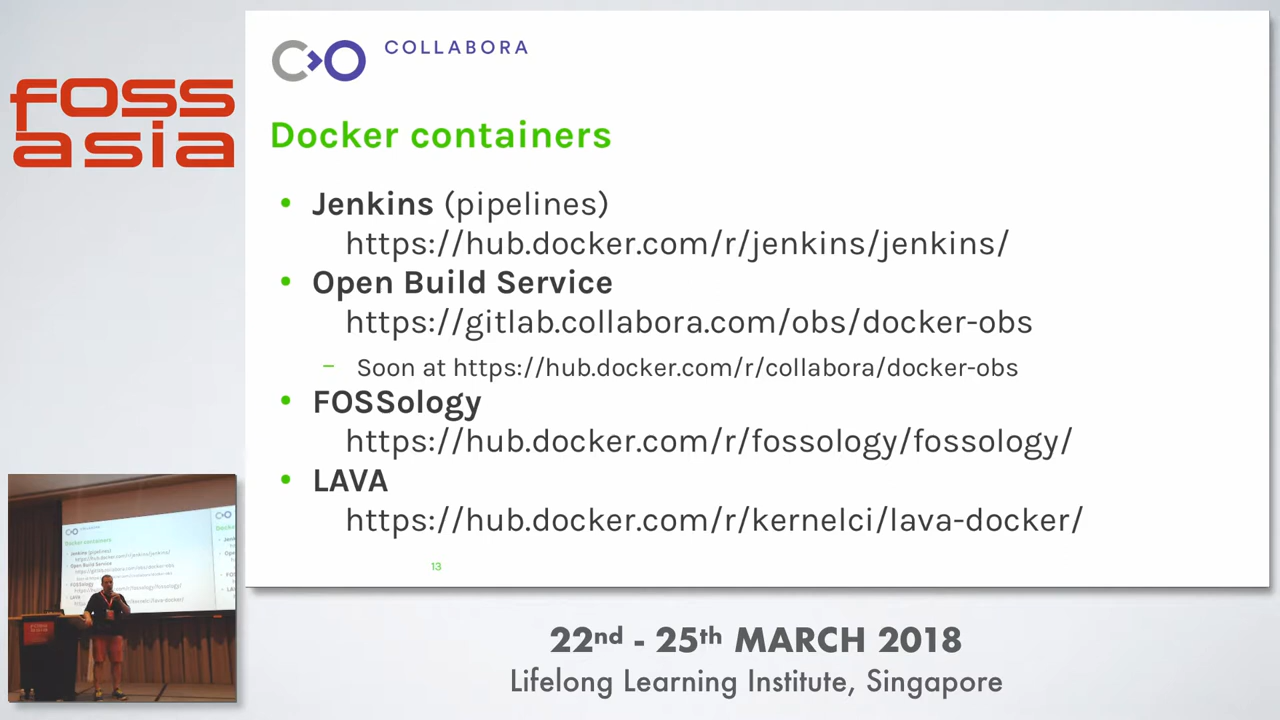 foss
asia
COLLABORA
Docker containers
• Jenkins (pipelines)
https://hub.docker.com/r/jenkins/jenkins/
• Open Build Service
https://gitlab.collabora.com/obs/docker-obs
– Soon at https://hub.docker.com/r/collabora/docker-obs
• FOSSology
https://hub.docker.com/r/fossology/fossology/
• LAVA
https://hub.docker.com/r/kernelci/lava-docker/
13
22nd - 25th MARCH 2018
Lifelong Learning Institute, Singapore